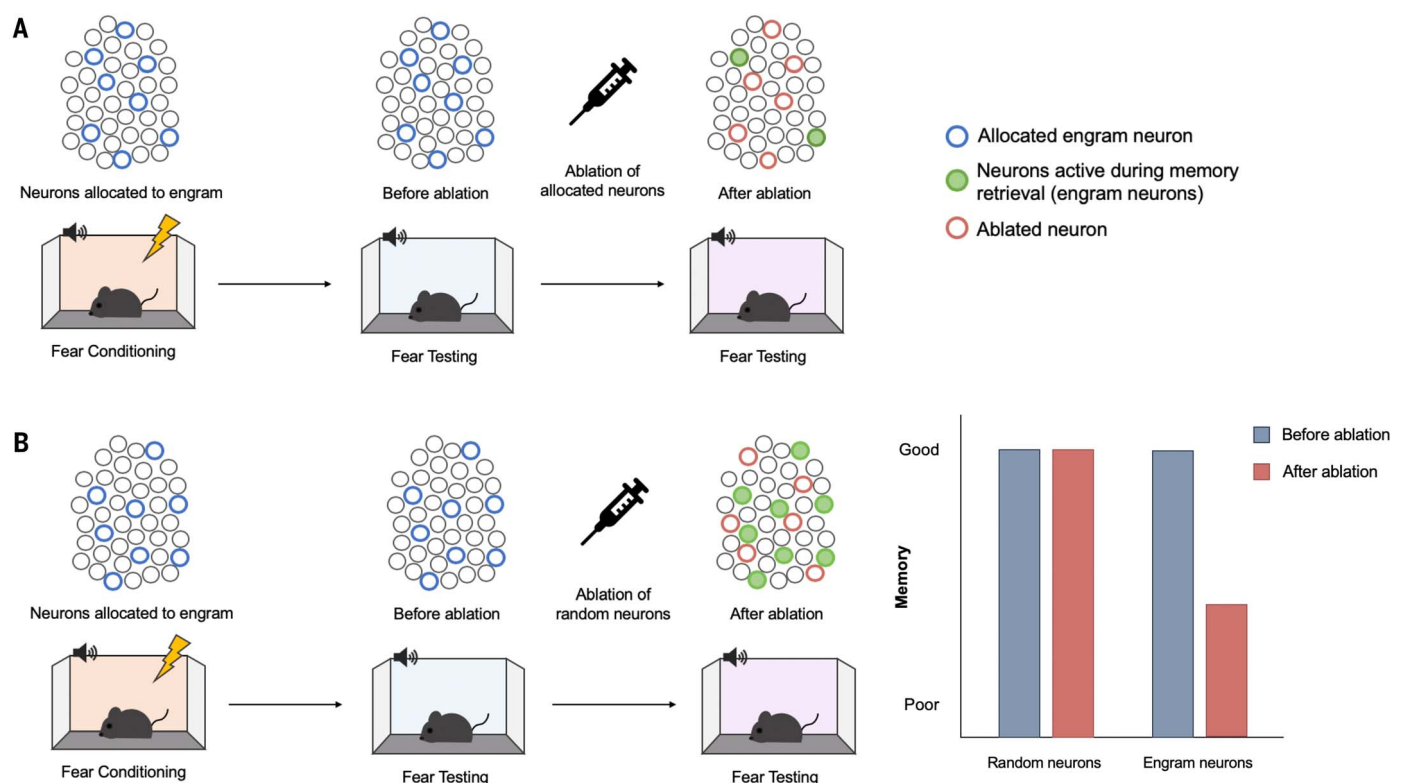 A
Neurons allocated to engram
Before ablation
Ablation of
allocated neurons
After ablation
Allocated engram neuron
Neurons active during memory
retrieval (engram neurons)
Ablated neuron
Fear Conditioning
Fear Testing
Fear Testing
B
Neurons allocated to engram
Before ablation
Ablation of
random neurons
After ablation
Fear Conditioning
Fear Testing
Fear Testing
Before ablation
After ablation
Good
Memory
Poor
Random neurons
Engram neurons